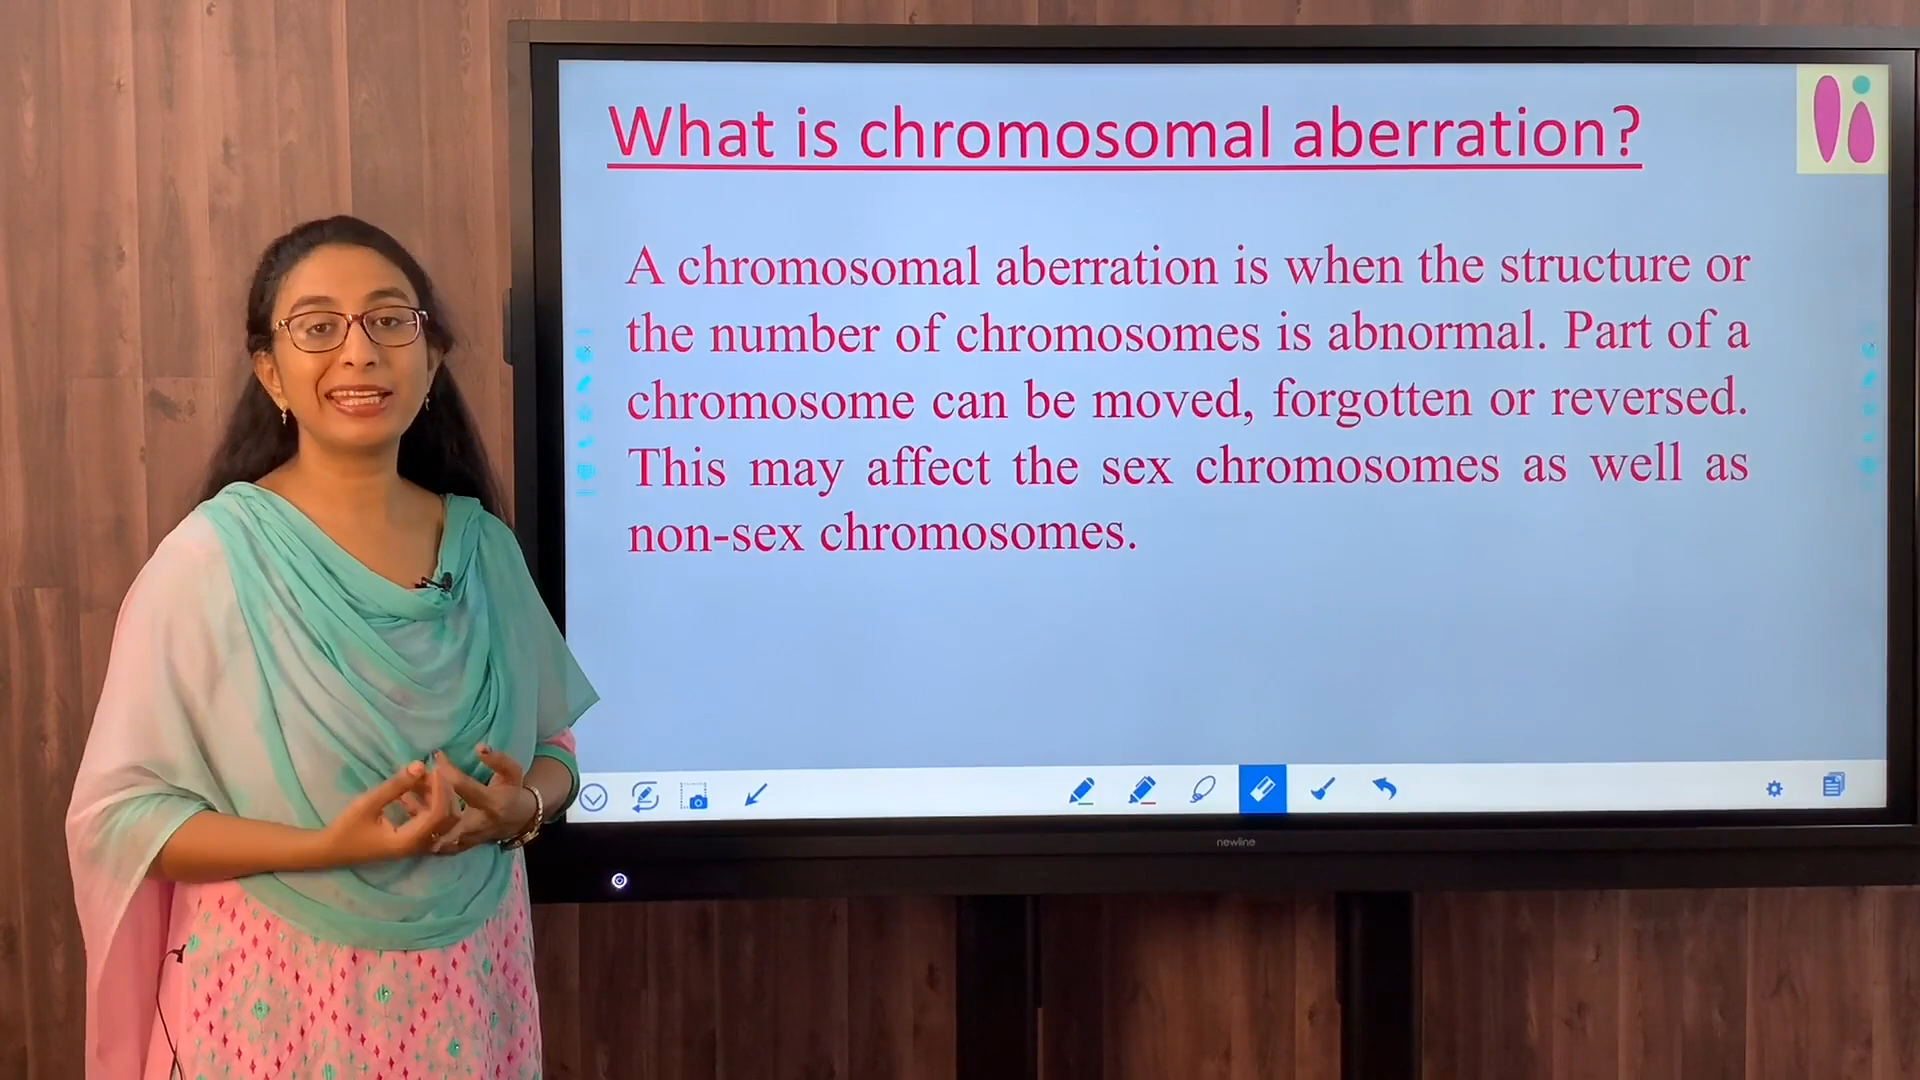 What is chromosomal aberration?
A chromosomal aberration is when the structure or
the number of chromosomes is abnormal. Part of a
chromosome can be moved, forgotten or reversed.
This may affect the sex chromosomes as well as
non-sex chromosomes.
newline